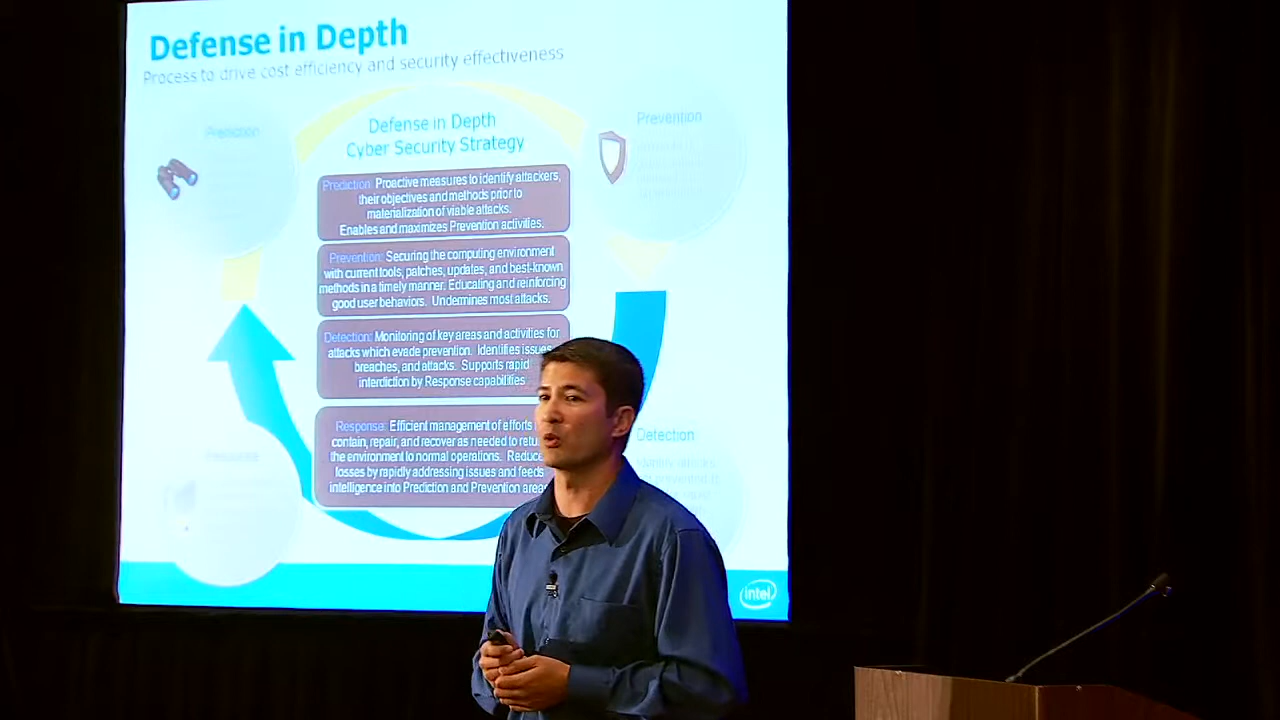 Defense in Depth
Process to drive cost efficiency and security effectiveness
Prediction
Prevention
Defense in Depth
Cyber Security Strategy
Prediction: Proactive measures to identify attackers,
their objectives and methods prior to
materialization of viable attacks.
Enables and maximizes Prevention activities.
Prevention: Securing the computing environment
with current tools, patches, updates, and best-known
methods in a timely manner. Educating and reinforcing
good user behaviors. Undermines most attacks.
Detection: Monitoring of key areas and activities for
attacks which evade prevention. Identifies issues,
breaches, and attacks. Supports rapid
interdiction by Response capabilities
Response: Efficient management of efforts
contain, repair, and recover as needed to
the environment to normal operations.
losses by rapidly addressing issues and feeds
intelligence into Prediction and Prevention
Response
Detection
intel